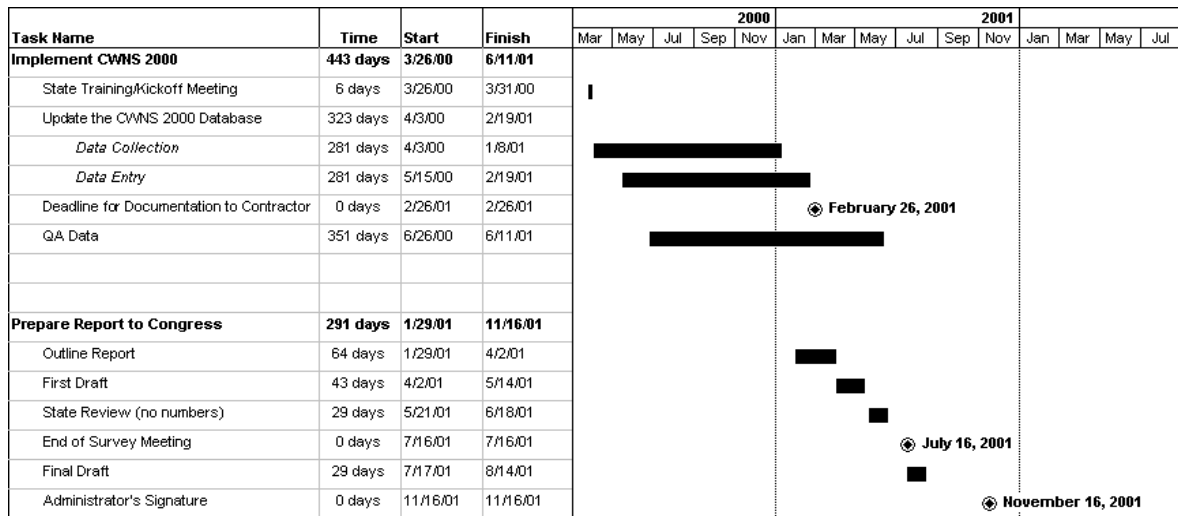 2000 2001
Task Name Time Start Finish Mar May Jul Sep Nov Jan Mar May Jul Sep Nov Jan Mar May Jul
Implement CWNS 2000 443 days 3/26/00 6/11/01
State Training/Kickoff Meeting 6 days 3/26/00 3/31/00
Update the CWNS 2000 Database 323 days 4/3/00 2/19/01
Data Collection 281 days 4/3/00 1/8/01
Data Entry 281 days 5/15/00 2/19/01
Deadline for Documentation to Contractor 0 days 2/26/01 2/26/01 February 26, 2001
QA Data 351 days 6/26/00 6/11/01
Prepare Report to Congress 291 days 1/29/01 11/16/01
Outline Report 64 days 1/29/01 4/2/01
First Draft 43 days 4/2/01 5/14/01
State Review (no numbers) 29 days 5/21/01 6/18/01
End of Survey Meeting 0 days 7/16/01 7/16/01 July 16, 2001
Final Draft 29 days 7/17/01 8/14/01
Administrator's Signature 0 days 11/16/01 11/16/01 November 16, 2001